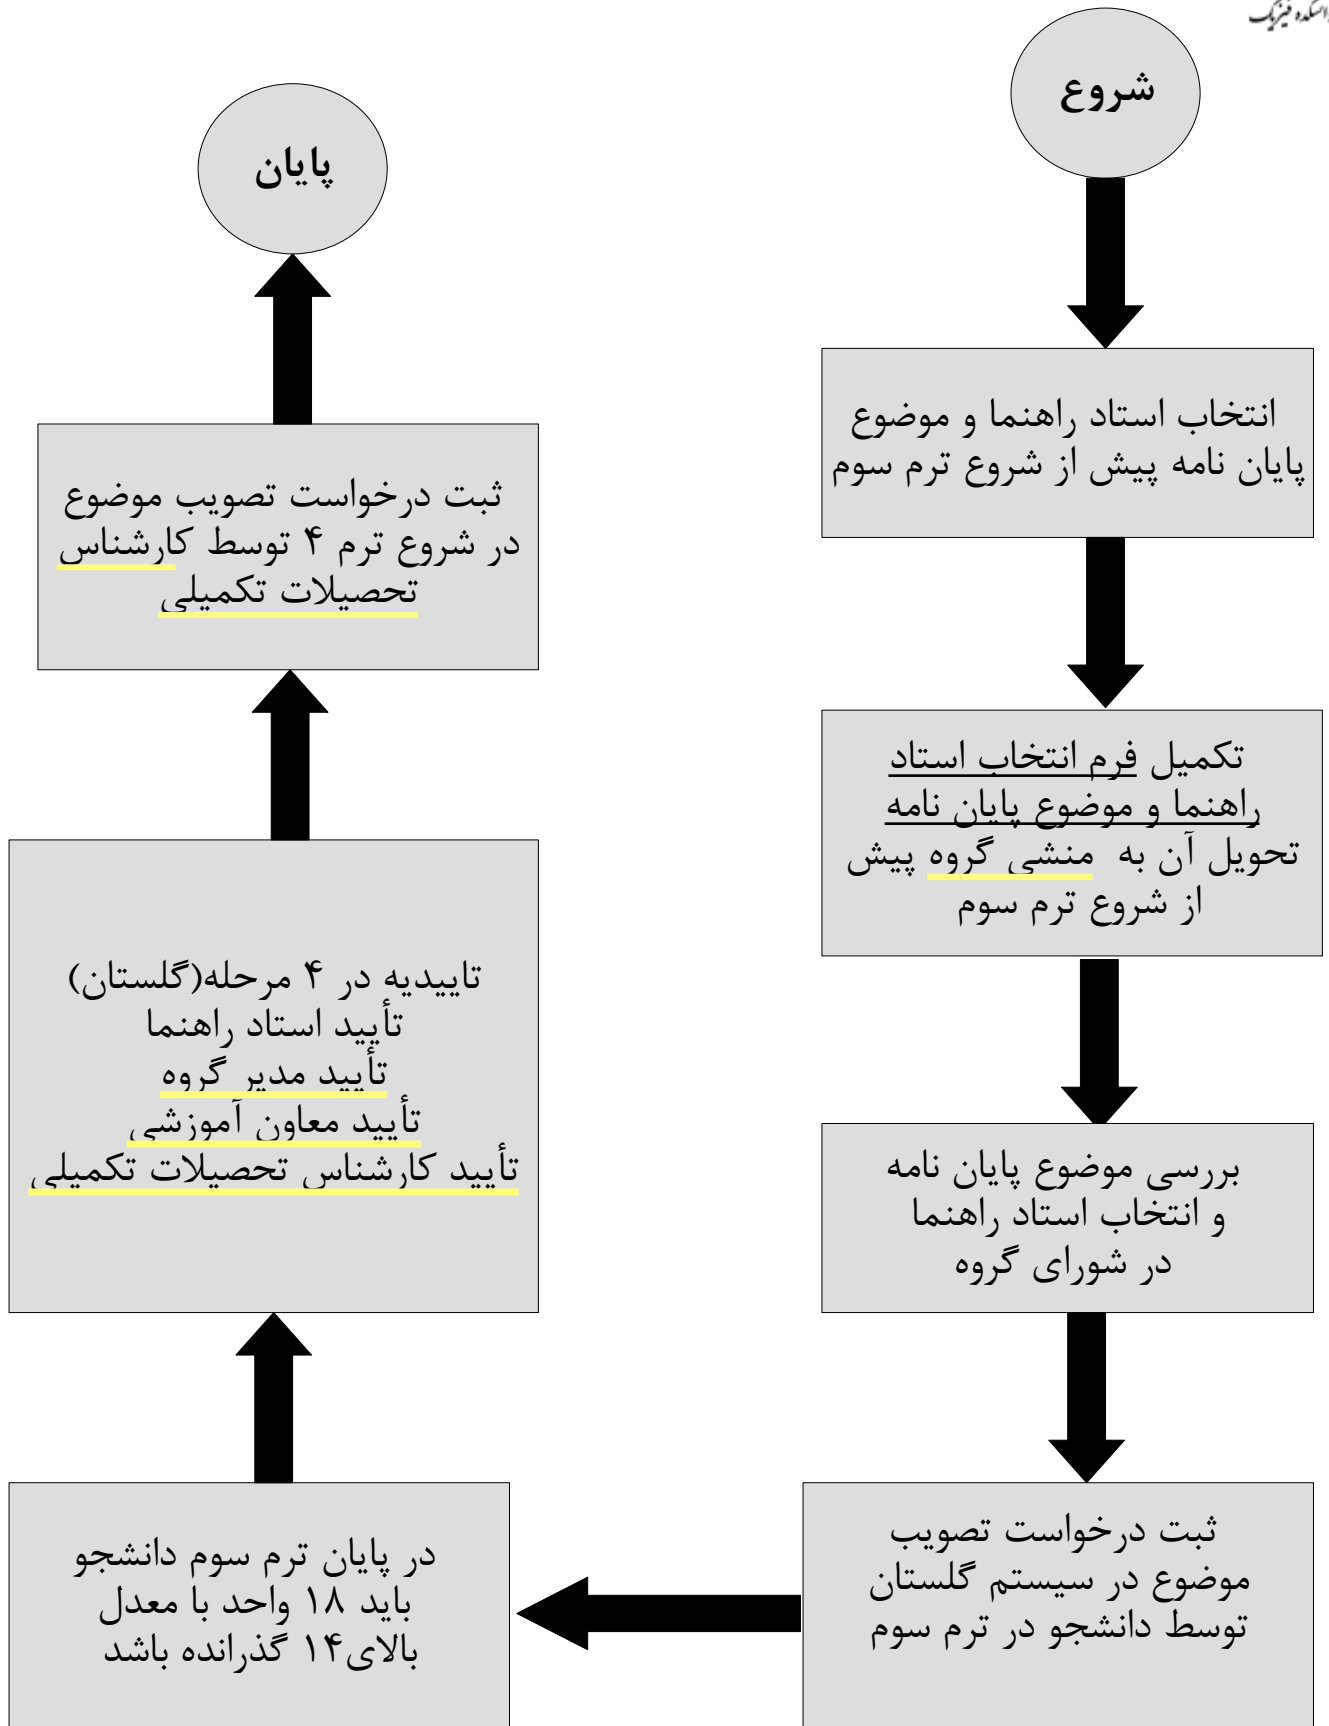 دانشکده فیزیک
شروع
انتخاب استاد راهنما و موضوع
پایان نامه پیش از شروع ترم سوم
تکمیل فرم انتخاب استاد
راهنما و موضوع پایان نامه
تحویل آن به منشی گروه پیش
از شروع ترم سوم
بررسی موضوع پایان نامه
و انتخاب استاد راهنما
در شورای گروه
ثبت درخواست تصویب
موضوع در سیستم گلستان
توسط دانشجو در ترم سوم
در پایان ترم سوم دانشجو
باید ۱۸ واحد با معدل
بالای۱۴ گذرانده باشد
تاییدیه در ۴ مرحله(گلستان)
تأیید استاد راهنما
تأیید مدیر گروه
تأیید معاون آموزشی
تأیید کارشناس تحصیلات تکمیلی
ثبت درخواست تصویب موضوع
در شروع ترم ۴ توسط کارشناس
تحصیلات تکمیلی
پایان